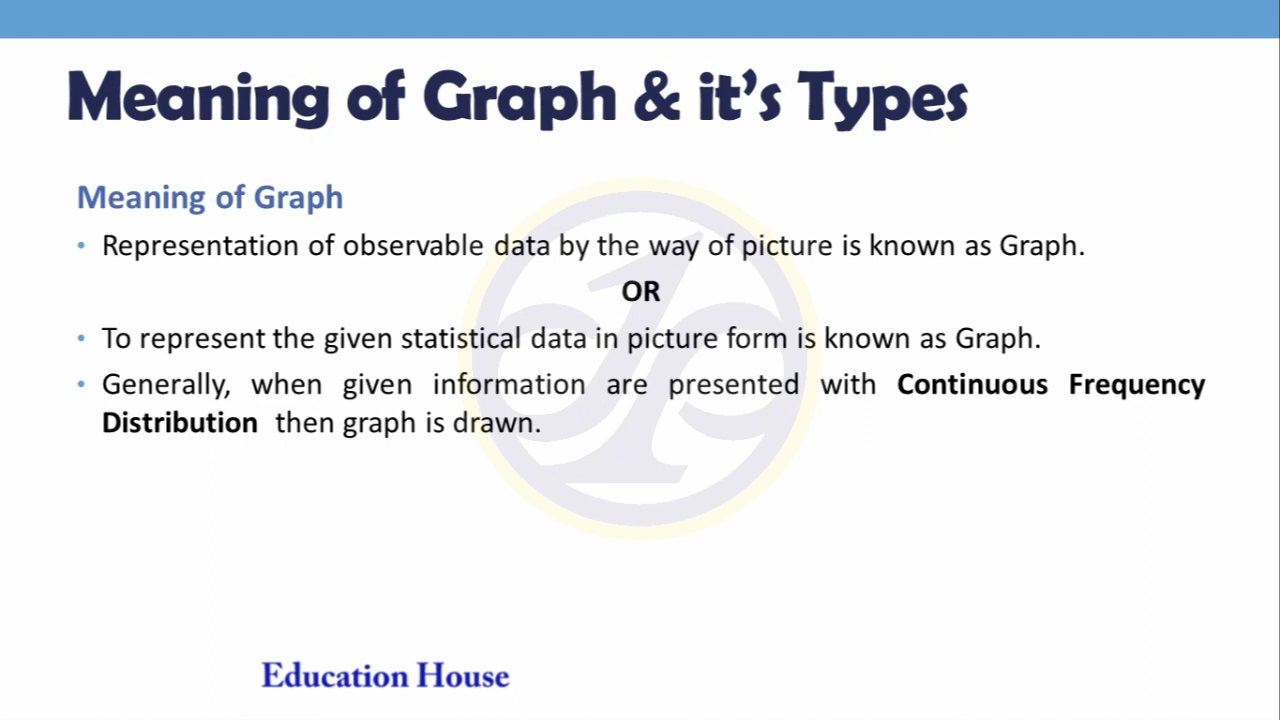 Meaning of Graph & it's Types
Meaning of Graph
• Representation of observable data by the way of picture is known as Graph.
OR
• To represent the given statistical data in picture form is known as Graph.
• Generally, when given information are presented with Continuous Frequency
Distribution then graph is drawn.
Education House